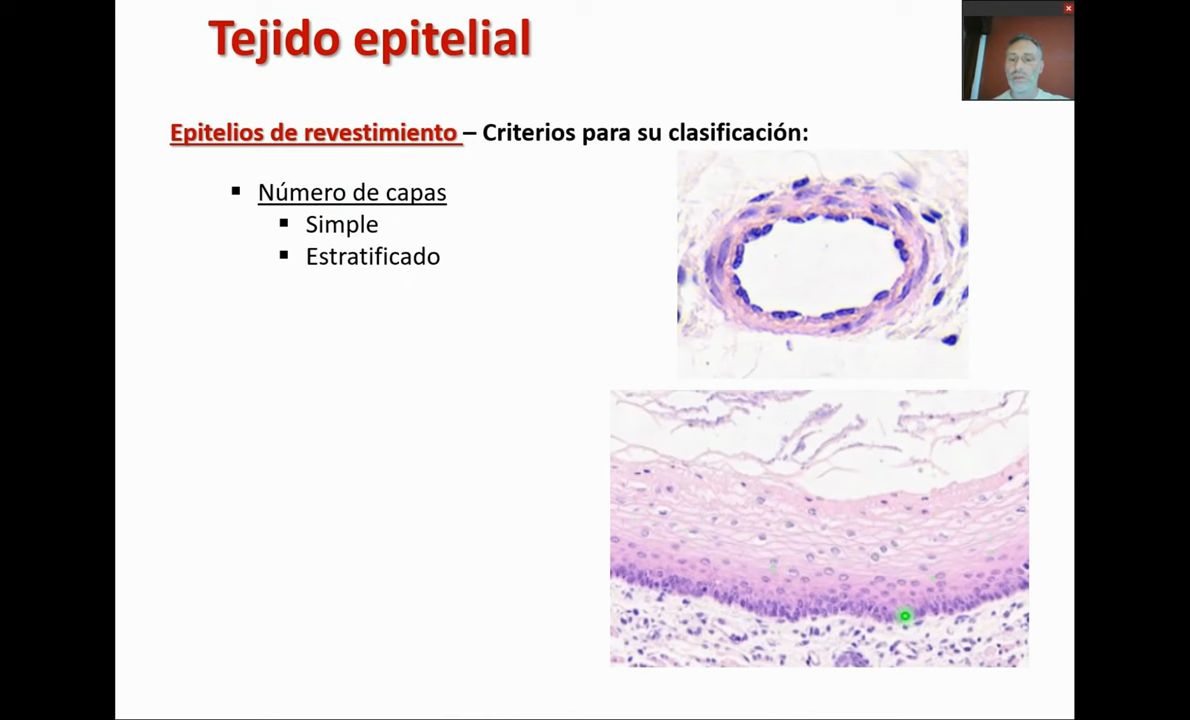 Tejido epitelial
Epitelios de revestimiento – Criterios para su clasificación:
▪ Número de capas
▪ Simple
▪ Estratificado